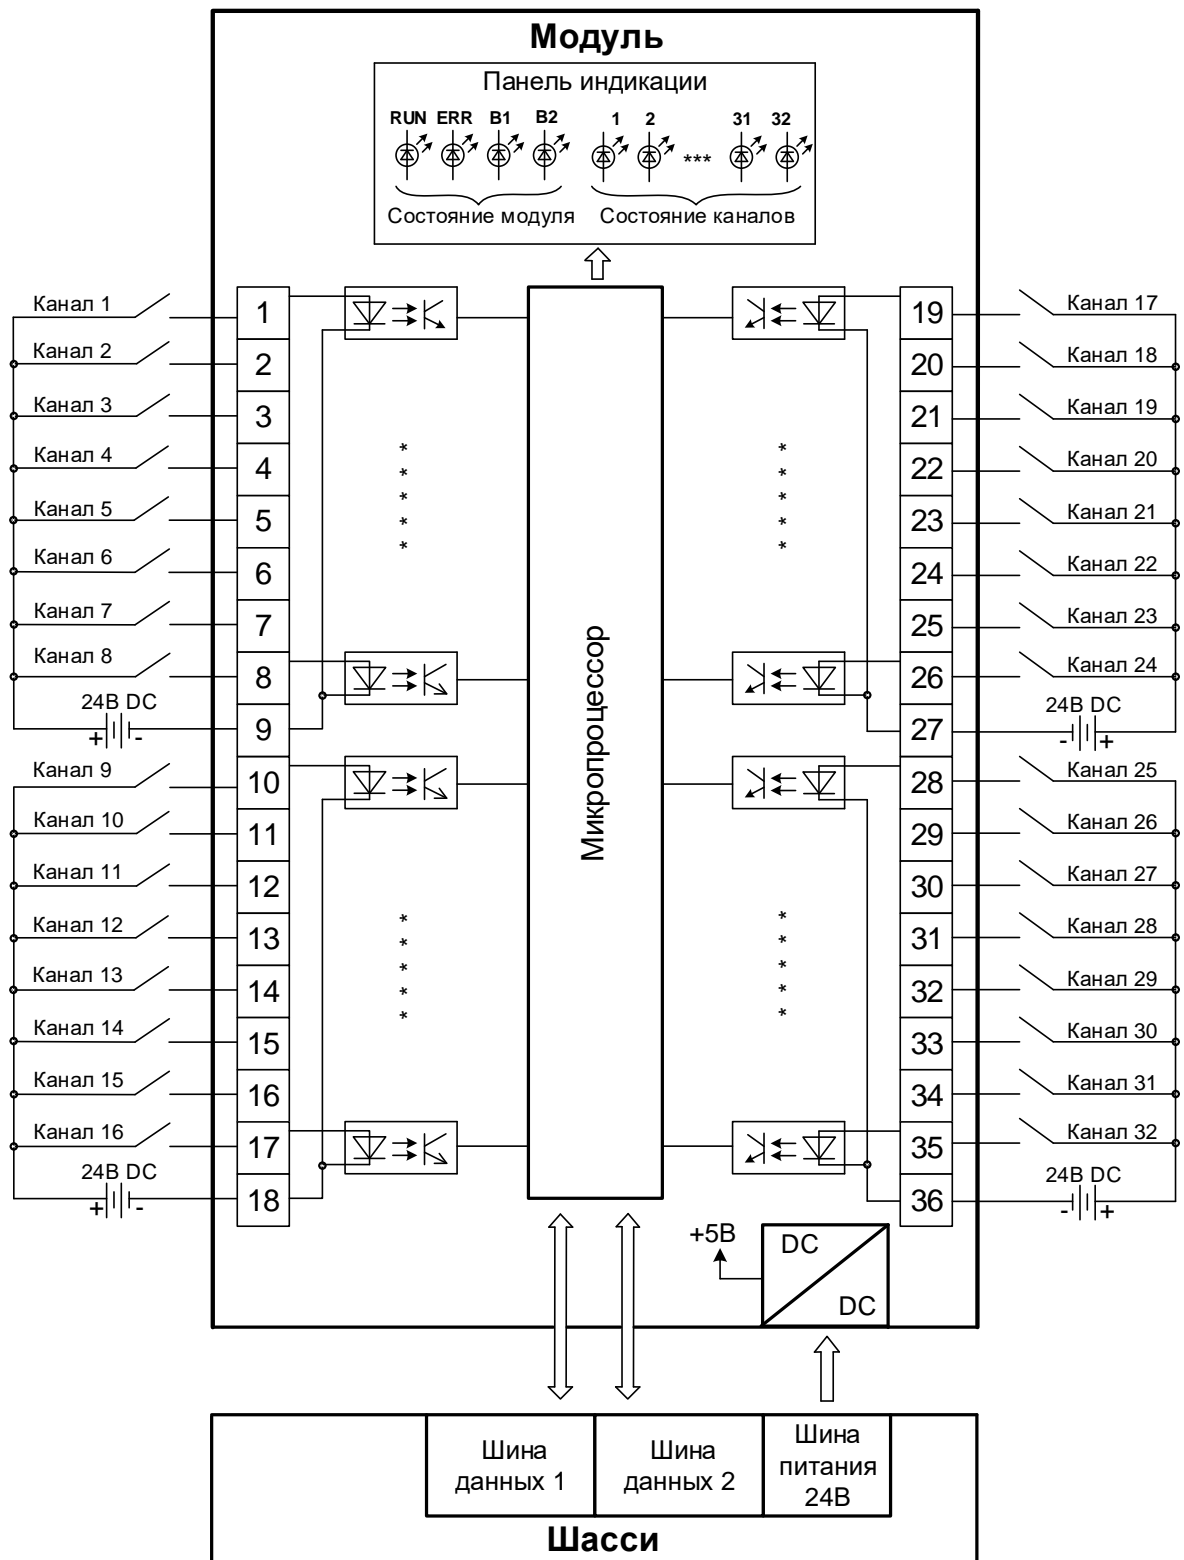 Модуль
Панель индикации
RUN ERR B1 B2 1 2 31 32
***
Состояние модуля Состояние каналов
Канал 1 1 19 Канал 17
Канал 2 2 20 Канал 18
Канал 3 3 21 Канал 19
Канал 4 4 22 Канал 20
Канал 5 5 23 Канал 21
Канал 6 6 24 Канал 22
Канал 7 7 25 Канал 23
Канал 8 8 26 Канал 24
24В DC 24В DC
+ - 9 27 - +
Канал 9 10 28 Канал 25
Канал 10 11 29 Канал 26
Канал 11 12 30 Канал 27
Канал 12 13 31 Канал 28
Канал 13 14 32 Канал 29
Канал 14 15 33 Канал 30
Канал 15 16 34 Канал 31
Канал 16 17 35 Канал 32
24В DC 24В DC
+ - 18 36 - +
* * * * *
* * * * *
* * * * *
* * * * *
Микропроцессор
+5В
DC
DC
Шина данных 1
Шина данных 2
Шина питания 24В
Шасси